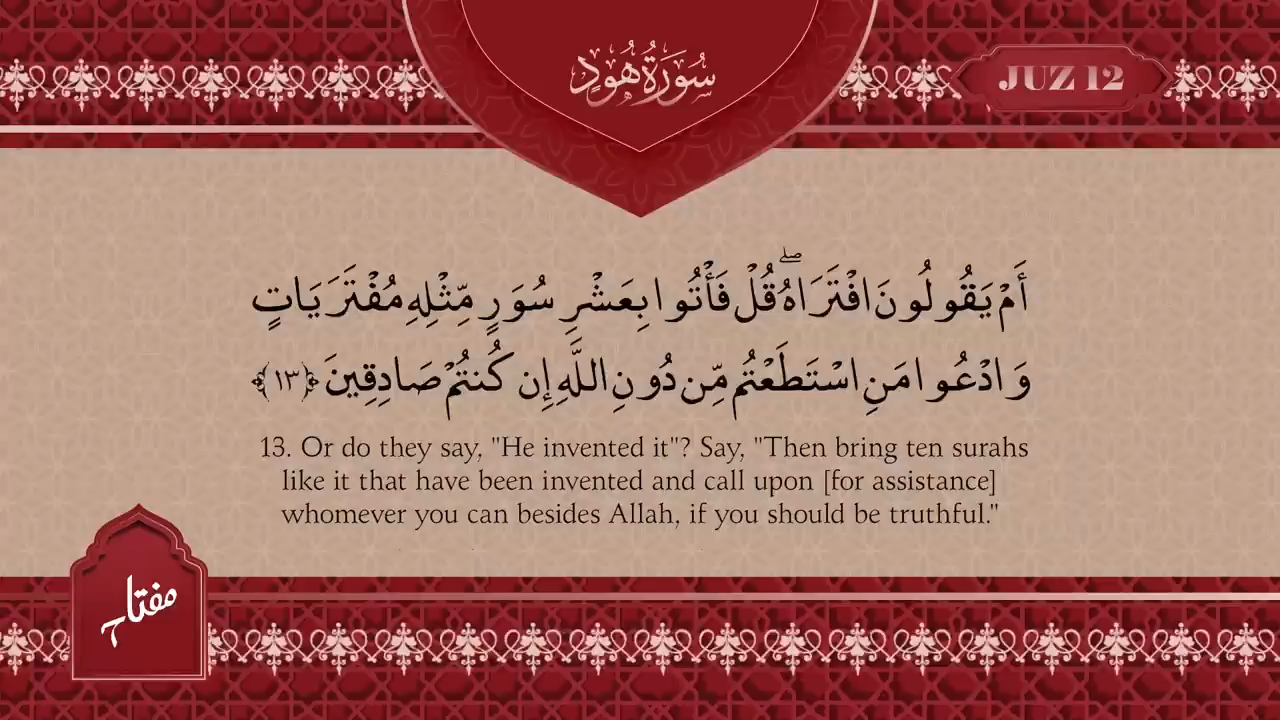 سُورَةُ هُودٍ
JUZ 12
أَمْ يَقُولُونَ افْتَرَاهُ ۖ قُلْ فَأْتُوا بِعَشْرِ سُوَرٍ مِّثْلِهِ مُفْتَرَيَاتٍ
وَادْعُوا مَنِ اسْتَطَعْتُم مِّن دُونِ اللَّهِ إِن كُنتُمْ صَادِقِينَ ﴿١٣﴾
13. Or do they say, "He invented it"? Say, "Then bring ten surahs
like it that have been invented and call upon [for assistance]
whomever you can besides Allah, if you should be truthful."
مفتاح